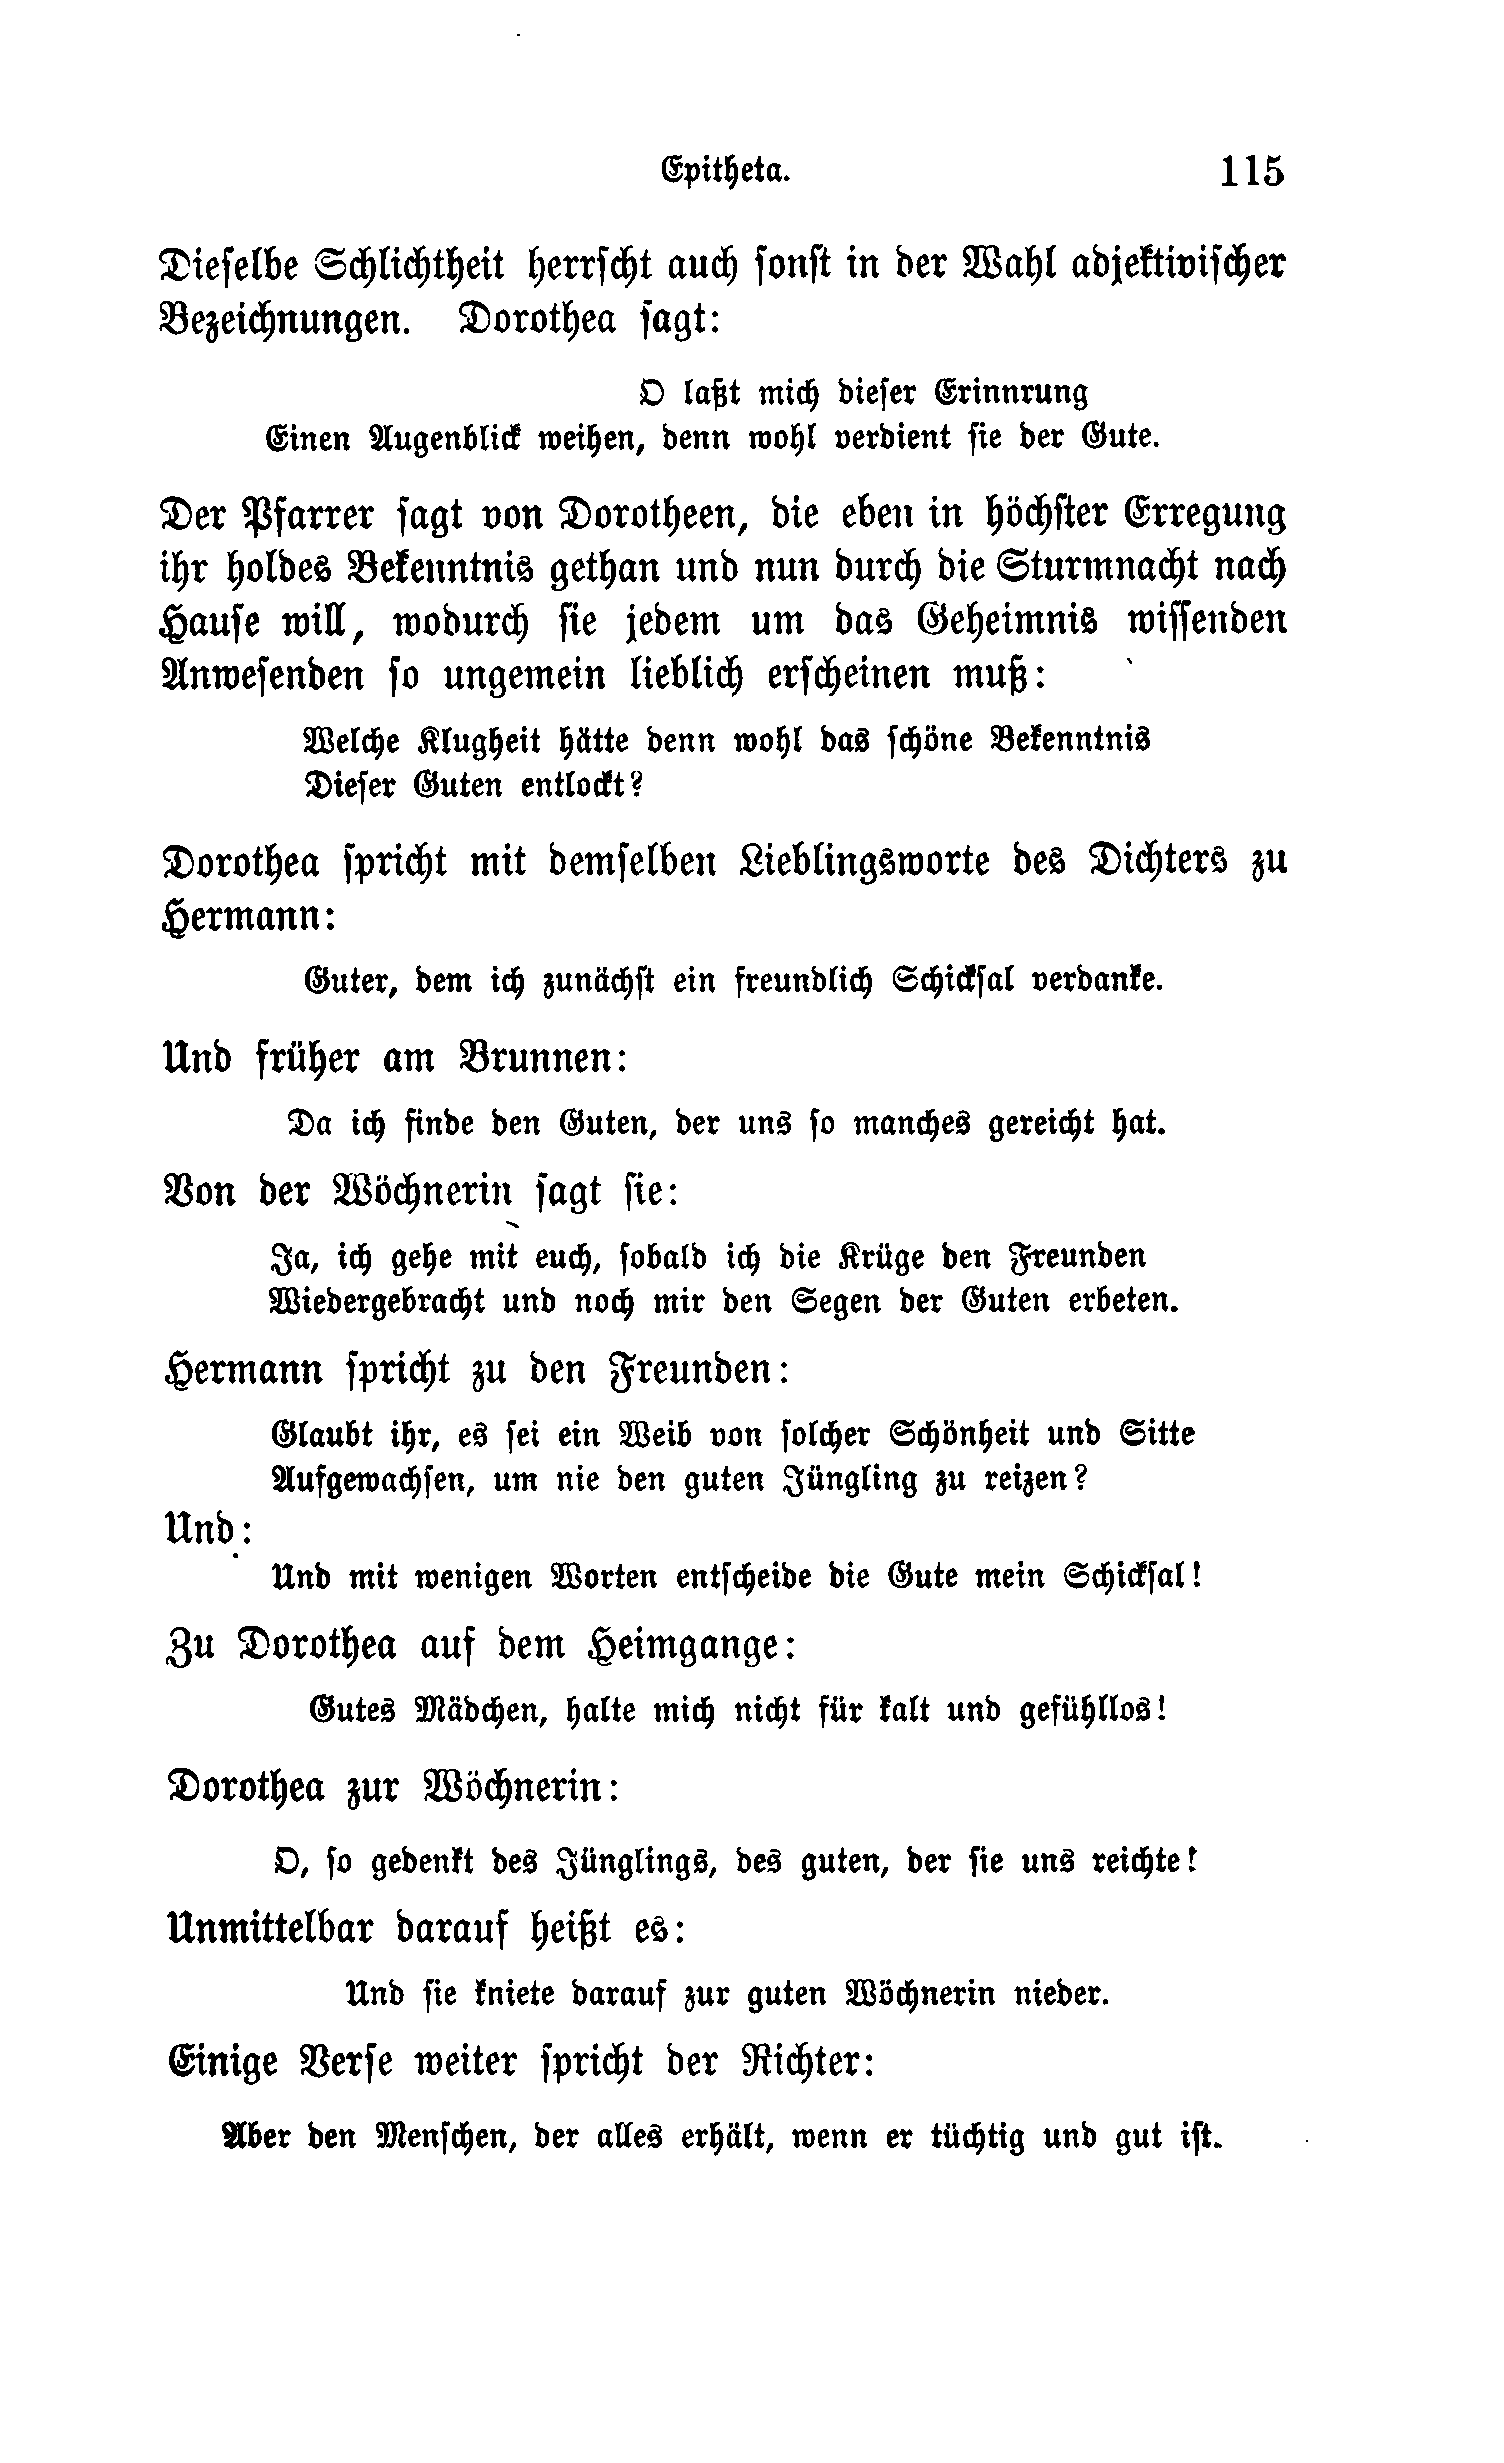 Epitheta. 115
Dieselbe Schlichtheit herrscht auch sonst in der Wahl adjektivischer
Bezeichnungen. Dorothea sagt:
O laßt mich dieser Erinnrung
Einen Augenblick weihen, denn wohl verdient sie der Gute.
Der Pfarrer sagt von Dorotheen, die eben in höchster Erregung
ihr holdes Bekenntnis gethan und nun durch die Sturmnacht nach
Hause will, wodurch sie jedem um das Geheimnis wissenden
Anwesenden so ungemein lieblich erscheinen muß:
Welche Klugheit hätte denn wohl das schöne Bekenntnis
Dieser Guten entlockt?
Dorothea spricht mit demselben Lieblingsworte des Dichters zu
Hermann:
Guter, dem ich zunächst ein freundlich Schicksal verdanke.
Und früher am Brunnen:
Da ich finde den Guten, der uns so manches gereicht hat.
Von der Wöchnerin sagt sie:
Ja, ich gehe mit euch, sobald ich die Krüge den Freunden
Wiedergebracht und noch mir den Segen der Guten erbeten.
Hermann spricht zu den Freunden:
Glaubt ihr, es sei ein Weib von solcher Schönheit und Sitte
Aufgewachsen, um nie den guten Jüngling zu reizen?
Und:
Und mit wenigen Worten entscheide die Gute mein Schicksal!
Zu Dorothea auf dem Heimgange:
Gutes Mädchen, halte mich nicht für kalt und gefühllos!
Dorothea zur Wöchnerin:
O, so gedenkt des Jünglings, des guten, der sie uns reichte!
Unmittelbar darauf heißt es:
Und sie kniete darauf zur guten Wöchnerin nieder.
Einige Verse weiter spricht der Richter:
Aber den Menschen, der alles erhält, wenn er tüchtig und gut ist.